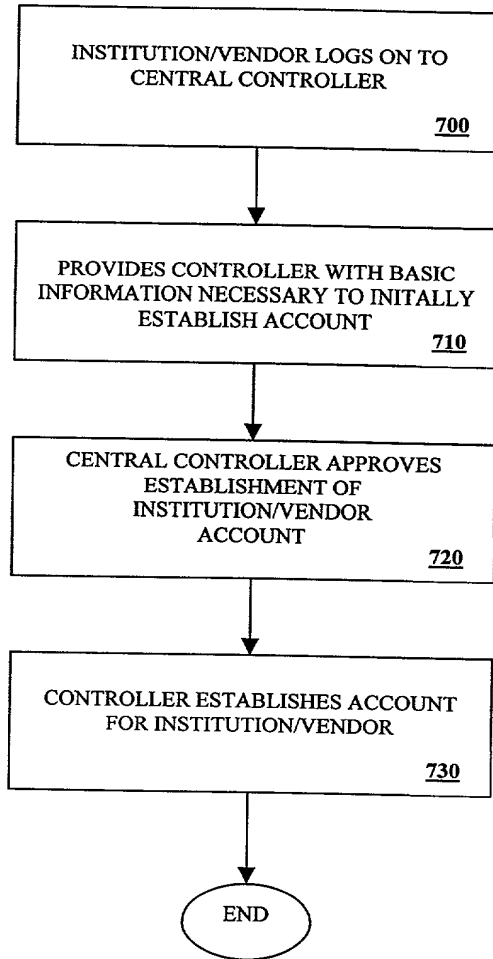 INSTITUTION/VENDOR LOGS ON TO
CENTRAL CONTROLLER
700
PROVIDES CONTROLLER WITH BASIC
INFORMATION NECESSARY TO INITALLY
ESTABLISH ACCOUNT
710
CENTRAL CONTROLLER APPROVES
ESTABLISHMENT OF
INSTITUTION/VENDOR
ACCOUNT
720
CONTROLLER ESTABLISHES ACCOUNT
FOR INSTITUTION/VENDOR
730
END